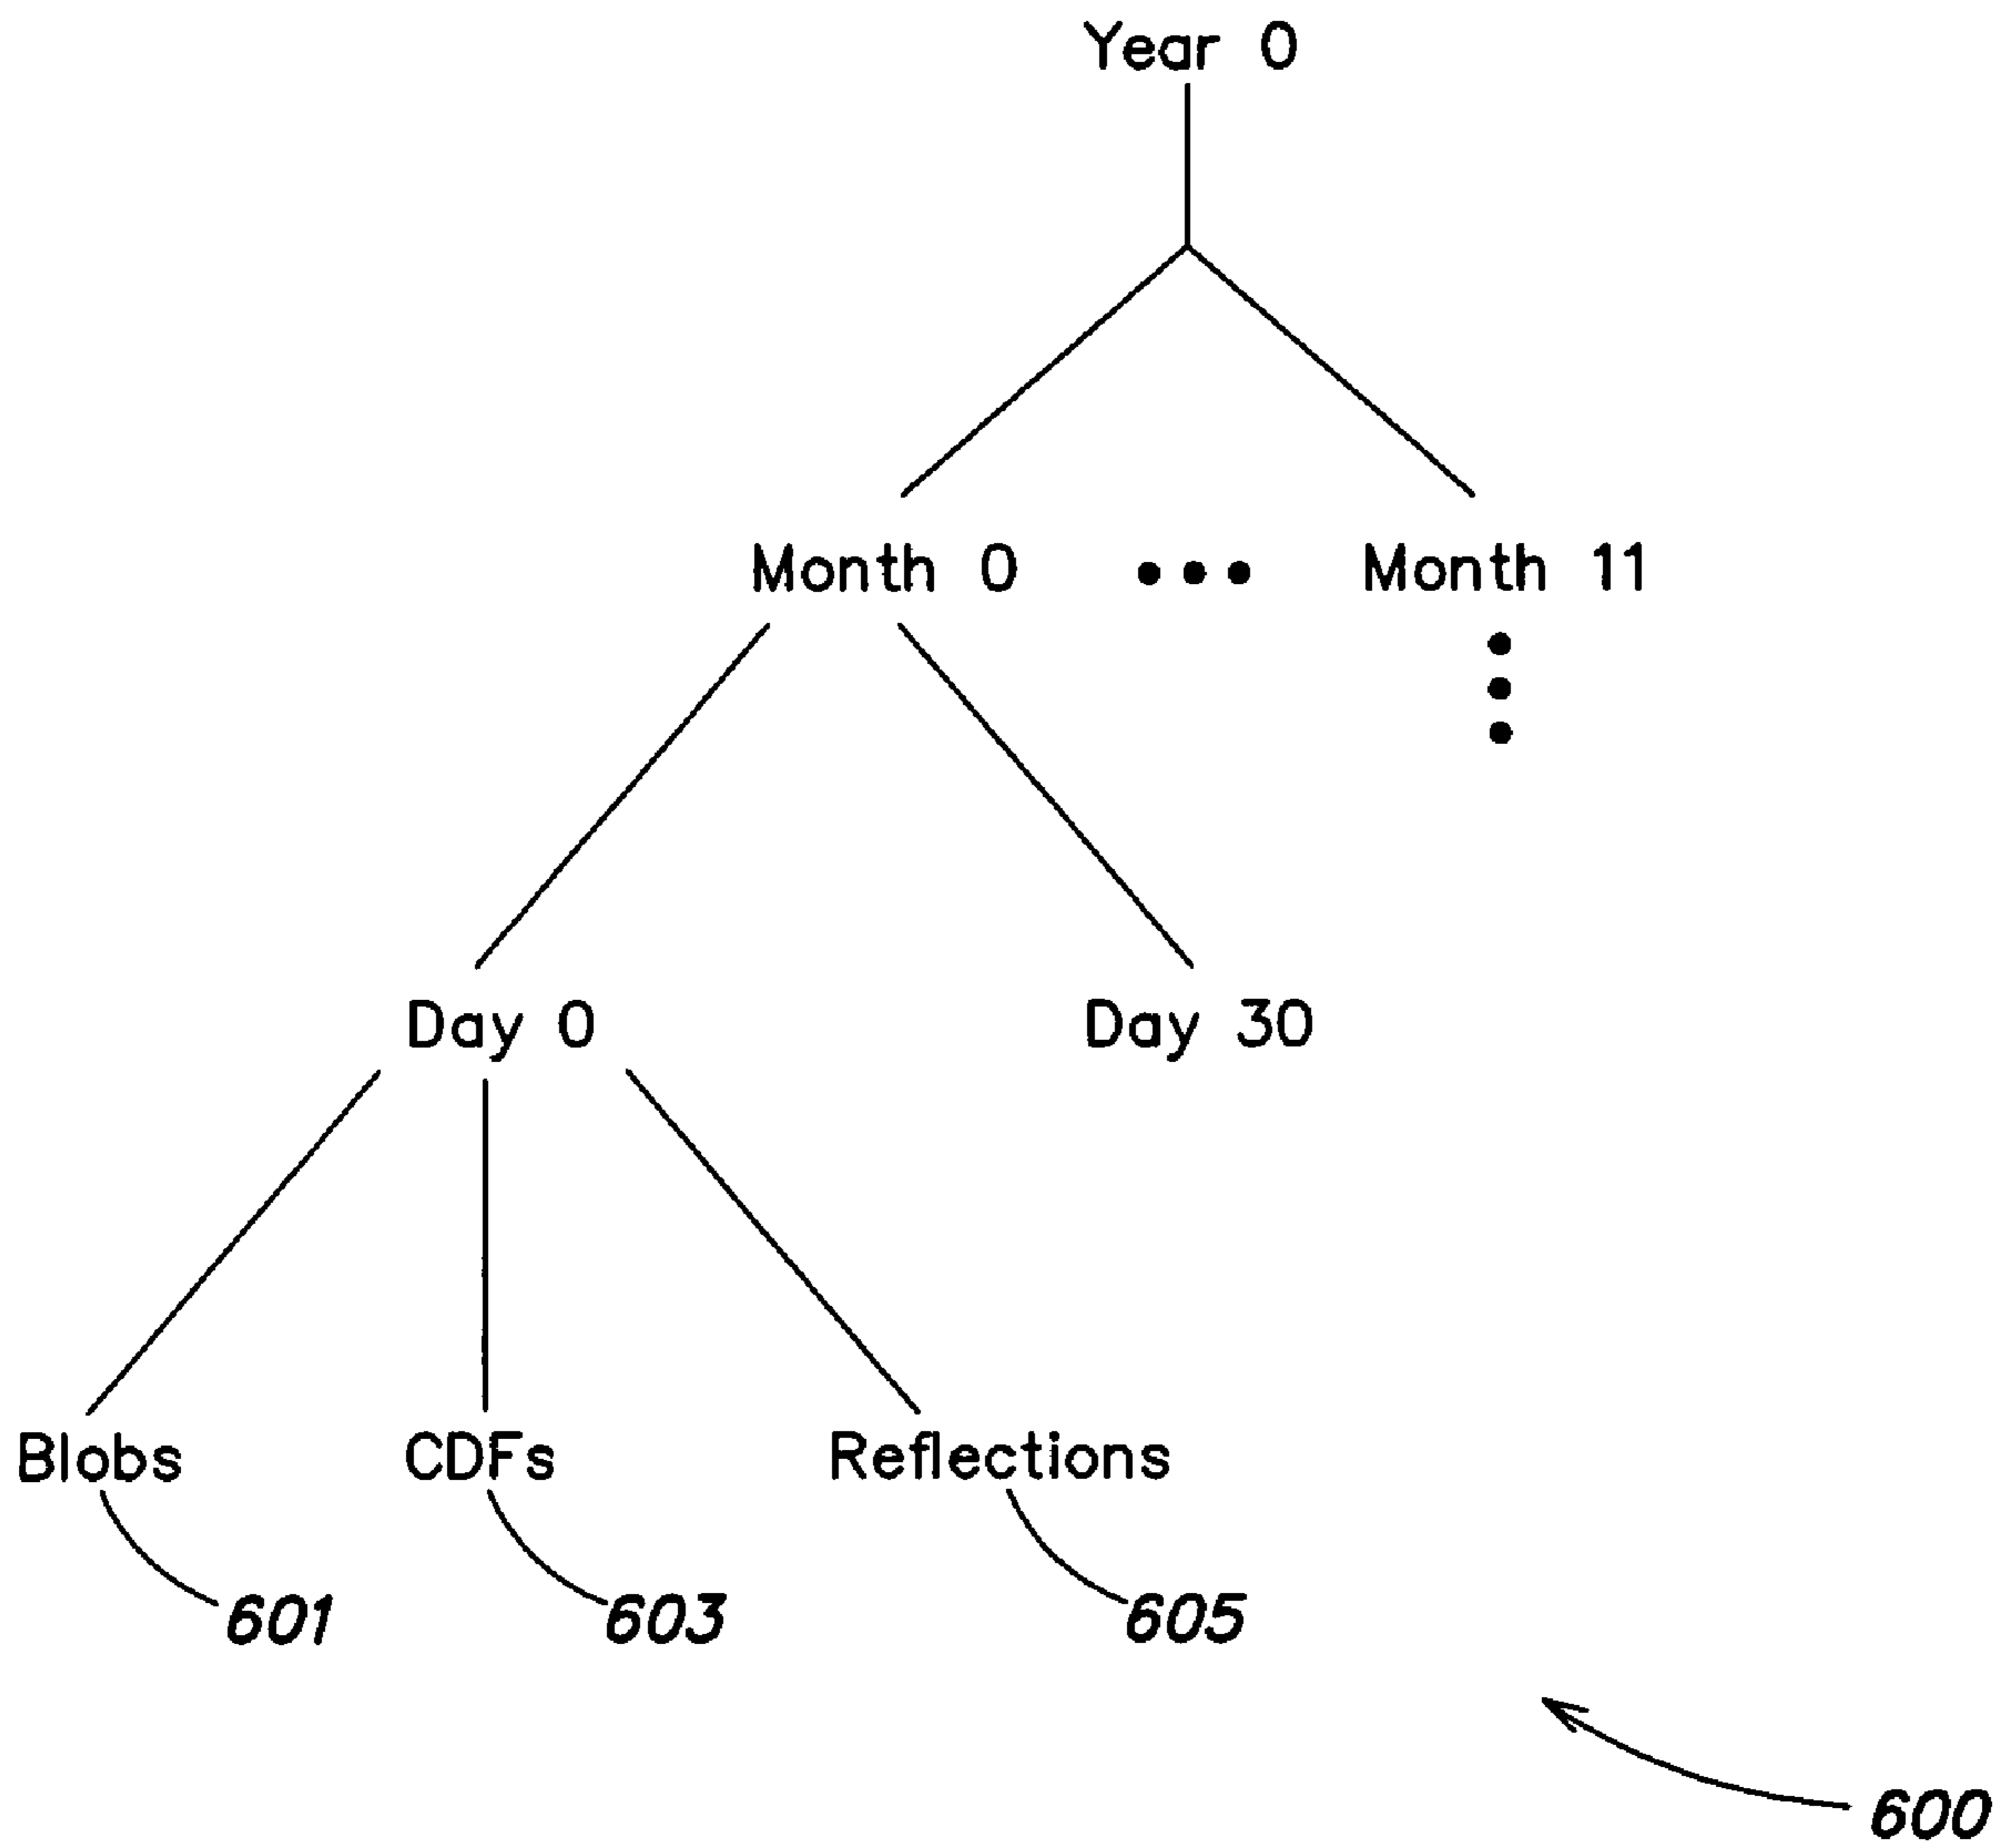 Year 0
Month 0 ••• Month 11
Day 0 Day 30
Blobs CDFs Reflections
601 603 605
600